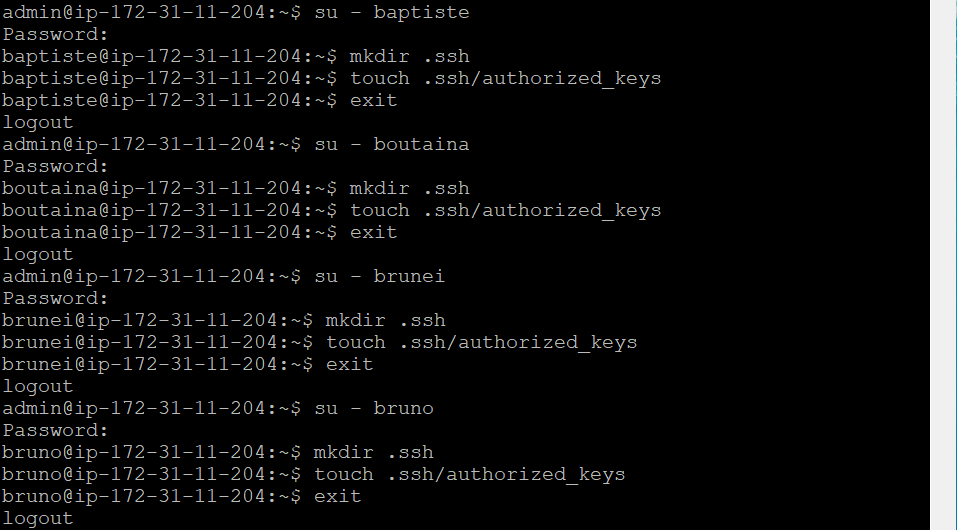 admin@ip-172-31-11-204:~$ su - baptiste
Password:
baptiste@ip-172-31-11-204:~$ mkdir .ssh
baptiste@ip-172-31-11-204:~$ touch .ssh/authorized_keys
baptiste@ip-172-31-11-204:~$ exit
logout
admin@ip-172-31-11-204:~$ su - boutaina
Password:
boutaina@ip-172-31-11-204:~$ mkdir .ssh
boutaina@ip-172-31-11-204:~$ touch .ssh/authorized_keys
boutaina@ip-172-31-11-204:~$ exit
logout
admin@ip-172-31-11-204:~$ su - brunei
Password:
brunei@ip-172-31-11-204:~$ mkdir .ssh
brunei@ip-172-31-11-204:~$ touch .ssh/authorized_keys
brunei@ip-172-31-11-204:~$ exit
logout
admin@ip-172-31-11-204:~$ su - bruno
Password:
bruno@ip-172-31-11-204:~$ mkdir .ssh
bruno@ip-172-31-11-204:~$ touch .ssh/authorized_keys
bruno@ip-172-31-11-204:~$ exit
logout